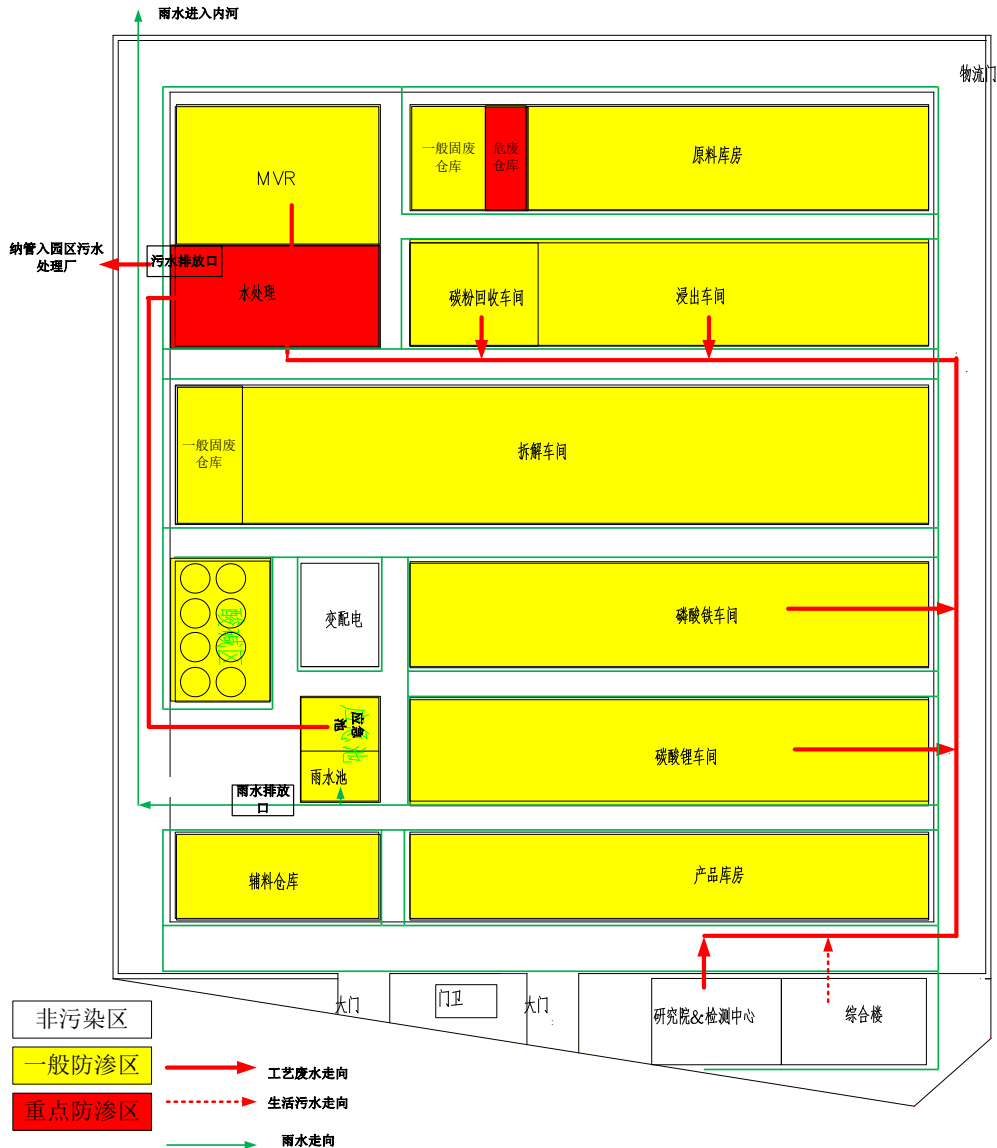 雨水进入内河
物流门
一般固废
仓库
危废
仓库
原料库房
MVR
纳管入园区污水
处理厂
污水排放口
水处理
碳粉回收车间
浸出车间
一般固废
仓库
拆解车间
酸碱区
变配电
磷酸铁车间
应急
池
应急池
雨水池
碳酸锂车间
雨水排放
口
辅料仓库
产品库房
大门
门卫
大门
研究院&检测中心
综合楼
非污染区
一般防渗区
重点防渗区
工艺废水走向
生活污水走向
雨水走向